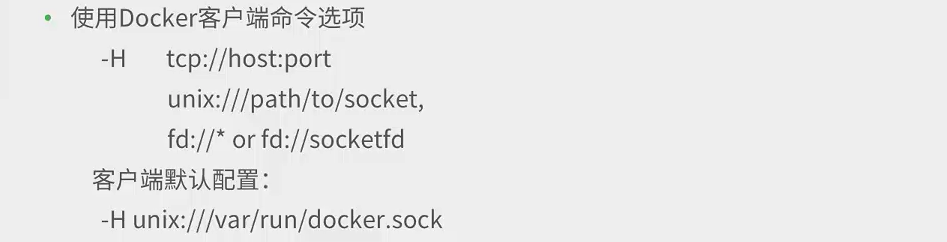 • 使用Docker客户端命令选项
-H tcp://host:port
unix:///path/to/socket,
fd://* or fd://socketfd
客户端默认配置：
-H unix:///var/run/docker.sock